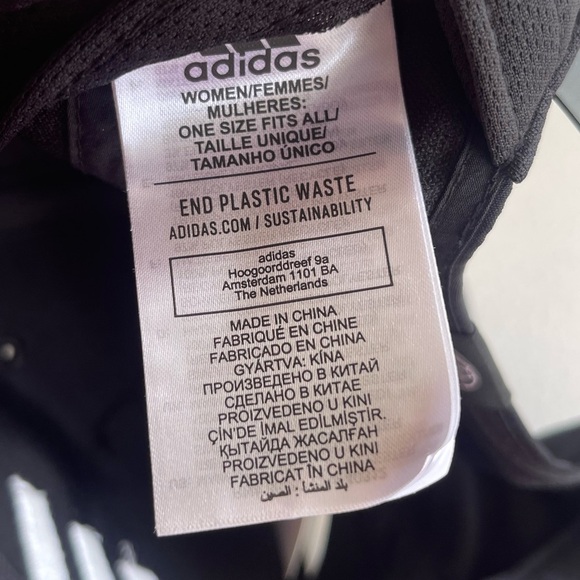 adidas
WOMEN/FEMMES/
MULHERES:
ONE SIZE FITS ALL/
TAILLE UNIQUE/
TAMANHO ÚNICO
END PLASTIC WASTE
ADIDAS.COM / SUSTAINABILITY
adidas
Hoogoorddreef 9a
Amsterdam 1101 BA
The Netherlands
MADE IN CHINA
FABRIQUÉ EN CHINE
FABRICADO EN CHINA
GYÁRTVA: KÍNA
ПРОИЗВЕДЕНО В КИТАЙ
СДЕЛАНО В КИТАЕ
PROIZVEDENO U KINI
ÇİN'DE İMAL EDİLMİŞTİR.
ҚЫТАЙДА ЖАСАЛҒАН
PROIZVEDENO U KINI
FABRICAT ÎN CHINA
بلد المنشأ : الصين